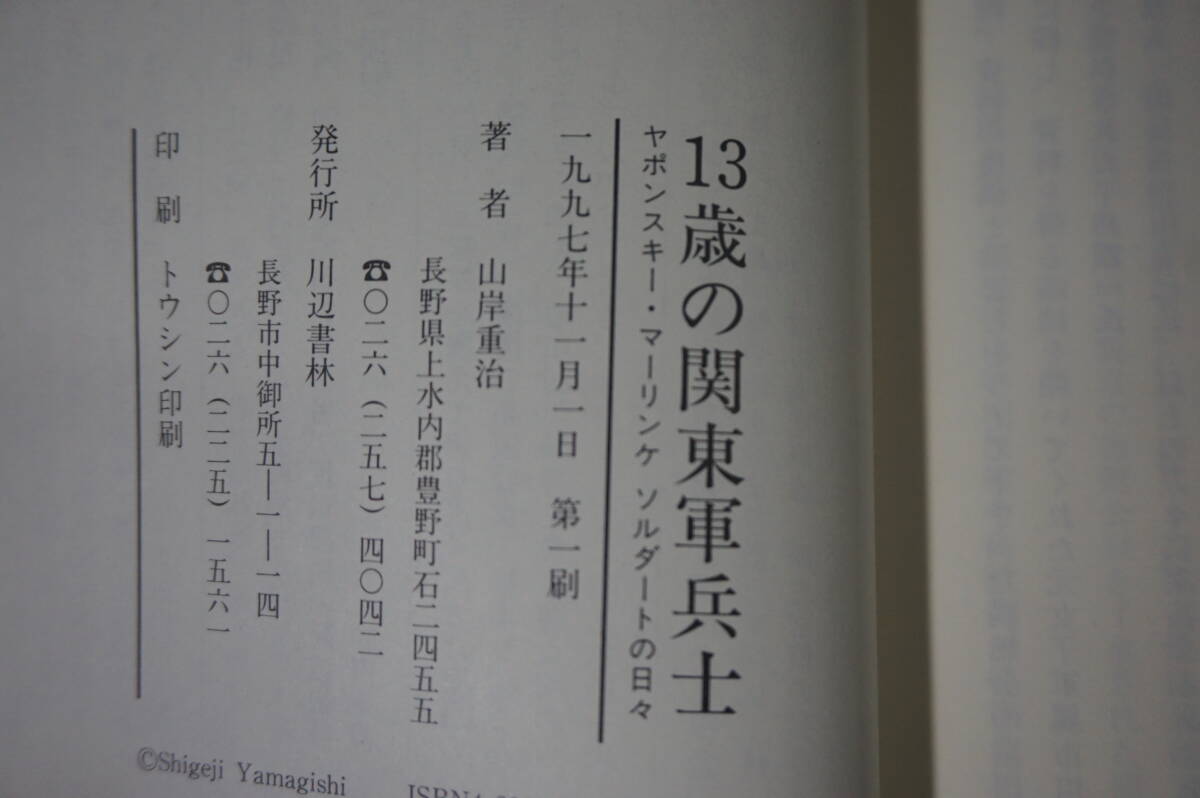 13歳の関東軍兵士
ヤポンスキー・マーリンケ ソルダートの日々
一九九七年十一月一日 第一刷
著者 山岸重治
長野県上水内郡豊野町石二四五五
☎〇二六(二五七)四〇四二
発行所 川辺書林
長野市中御所五―一―一四
☎〇二六(二二五)一五六一
印刷 トウシン印刷
©Shigeji Yamagishi